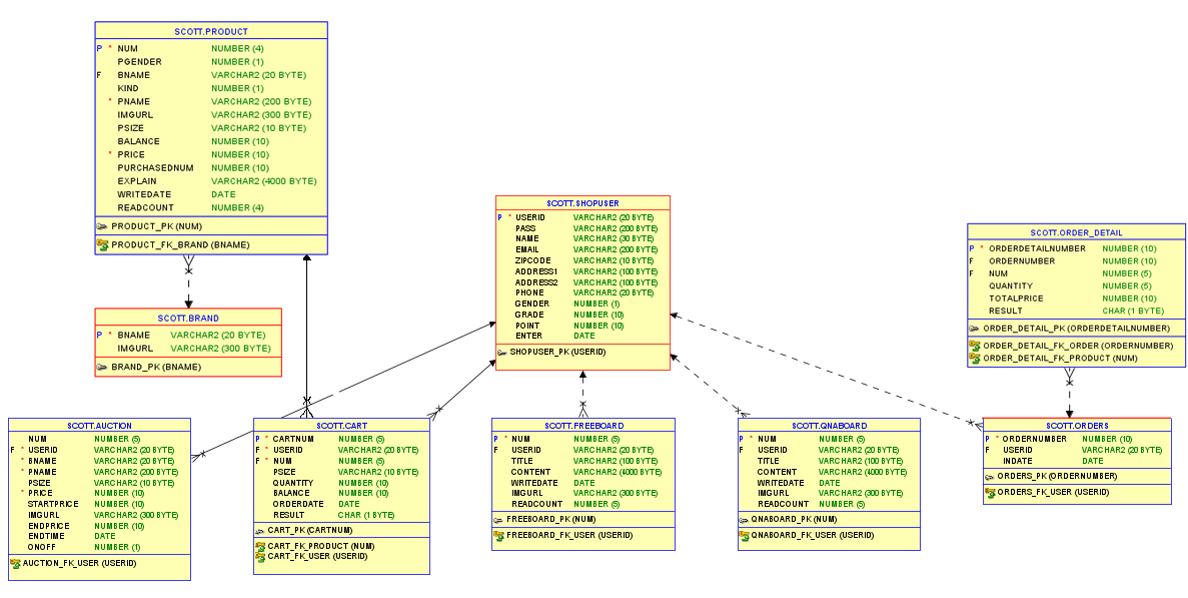 SCOTT.PRODUCT
P * NUM NUMBER (4)
PGENDER NUMBER (1)
F BNAME VARCHAR2 (20 BYTE)
KIND NUMBER (1)
* PNAME VARCHAR2 (200 BYTE)
IMGURL VARCHAR2 (300 BYTE)
PSIZE VARCHAR2 (10 BYTE)
BALANCE NUMBER (10)
* PRICE NUMBER (10)
PURCHASEDNUM NUMBER (10)
EXPLAIN VARCHAR2 (4000 BYTE)
WRITEDATE DATE
READCOUNT NUMBER (4)
PRODUCT_PK (NUM)
PRODUCT_FK_BRAND (BNAME)
SCOTT.BRAND
P * BNAME VARCHAR2 (20 BYTE)
IMGURL VARCHAR2 (300 BYTE)
BRAND_PK (BNAME)
SCOTT.SHOPUSER
P * USERID VARCHAR2 (20 BYTE)
PASS VARCHAR2 (200 BYTE)
NAME VARCHAR2 (30 BYTE)
EMAIL VARCHAR2 (200 BYTE)
ZIPCODE VARCHAR2 (10 BYTE)
ADDRESS1 VARCHAR2 (100 BYTE)
ADDRESS2 VARCHAR2 (100 BYTE)
PHONE VARCHAR2 (20 BYTE)
GENDER NUMBER (1)
GRADE NUMBER (10)
POINT NUMBER (10)
ENTER DATE
SHOPUSER_PK (USERID)
SCOTT.ORDER_DETAIL
P * ORDERDETAILNUMBER NUMBER (10)
F ORDERNUMBER NUMBER (10)
F NUM NUMBER (5)
QUANTITY NUMBER (5)
TOTALPRICE NUMBER (10)
RESULT CHAR (1 BYTE)
ORDER_DETAIL_PK (ORDERDETAILNUMBER)
ORDER_DETAIL_FK_ORDER (ORDERNUMBER)
ORDER_DETAIL_FK_PRODUCT (NUM)
SCOTT.AUCTION
NUM NUMBER (5)
F * USERID VARCHAR2 (20 BYTE)
* BNAME VARCHAR2 (20 BYTE)
* PNAME VARCHAR2 (200 BYTE)
PSIZE VARCHAR2 (10 BYTE)
* PRICE NUMBER (10)
STARTPRICE NUMBER (10)
IMGURL VARCHAR2 (300 BYTE)
ENDPRICE NUMBER (10)
ENDTIME DATE
ONOFF NUMBER (1)
AUCTION_FK_USER (USERID)
SCOTT.CART
P * CARTNUM NUMBER (5)
F * USERID VARCHAR2 (20 BYTE)
F * NUM NUMBER (5)
PSIZE VARCHAR2 (10 BYTE)
QUANTITY NUMBER (10)
BALANCE NUMBER (10)
ORDERDATE DATE
RESULT CHAR (1 BYTE)
CART_PK (CARTNUM)
CART_FK_PRODUCT (NUM)
CART_FK_USER (USERID)
SCOTT.FREEBOARD
P * NUM NUMBER (5)
F USERID VARCHAR2 (20 BYTE)
TITLE VARCHAR2 (100 BYTE)
CONTENT VARCHAR2 (4000 BYTE)
WRITEDATE DATE
IMGURL VARCHAR2 (300 BYTE)
READCOUNT NUMBER (5)
FREEBOARD_PK (NUM)
FREEBOARD_FK_USER (USERID)
SCOTT.QNABOARD
P * NUM NUMBER (5)
F USERID VARCHAR2 (20 BYTE)
TITLE VARCHAR2 (100 BYTE)
CONTENT VARCHAR2 (4000 BYTE)
WRITEDATE DATE
IMGURL VARCHAR2 (300 BYTE)
READCOUNT NUMBER (5)
QNABOARD_PK (NUM)
QNABOARD_FK_USER (USERID)
SCOTT.ORDERS
P * ORDERNUMBER NUMBER (10)
F USERID VARCHAR2 (20 BYTE)
INDATE DATE
ORDERS_PK (ORDERNUMBER)
ORDERS_FK_USER (USERID)